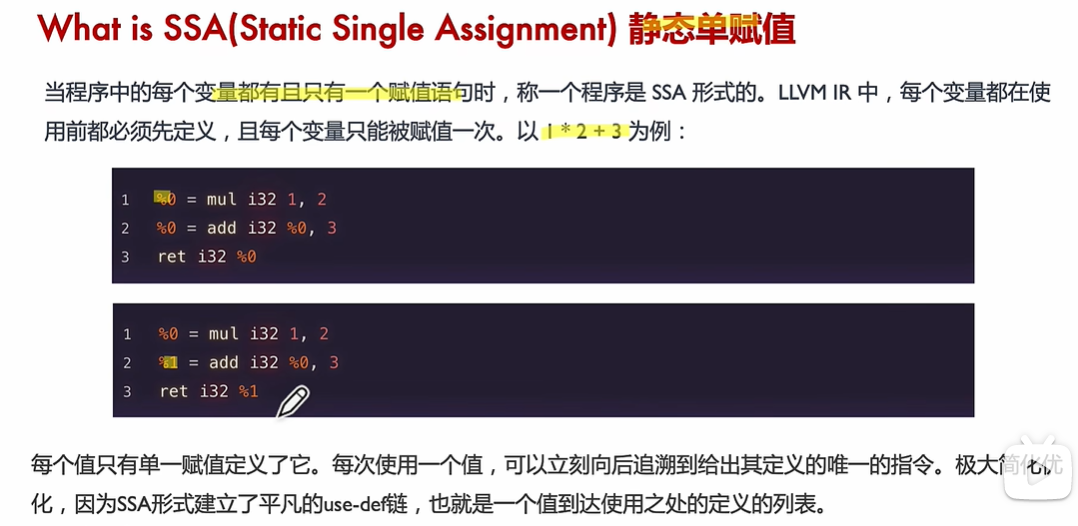 What is SSA(Static Single Assignment) 静态单赋值
当程序中的每个变量都有且只有一个赋值语句时，称一个程序是 SSA 形式的。LLVM IR 中，每个变量都在使
用前都必须先定义，且每个变量只能被赋值一次。以 1 * 2 + 3 为例：
1 %0 = mul i32 1, 2
2 %0 = add i32 %0, 3
3 ret i32 %0
1 %0 = mul i32 1, 2
2 %1 = add i32 %0, 3
3 ret i32 %1
每个值只有单一赋值定义了它。每次使用一个值，可以立刻向后追溯到给出其定义的唯一的指令。极大简化优
化，因为SSA形式建立了平凡的use-def链，也就是一个值到达使用之处的定义的列表。